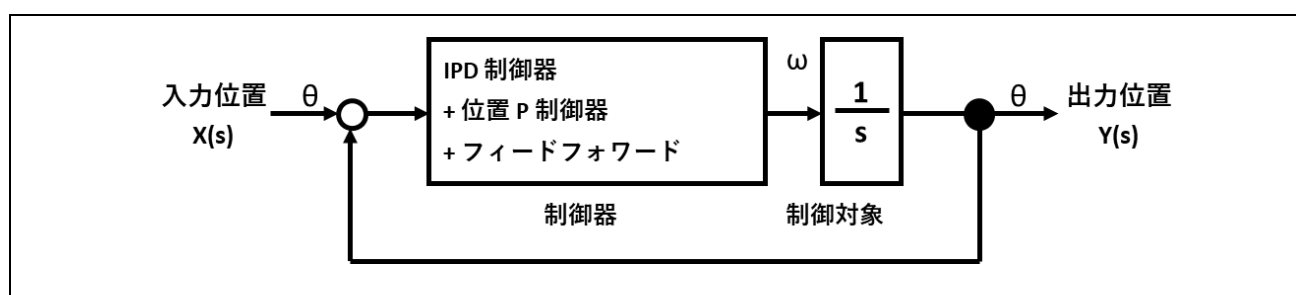 入力位置
X(s)
θ
IPD 制御器
+ 位置 P 制御器
+ フィードフォワード
制御器
ω
1
s
制御対象
θ
出力位置
Y(s)